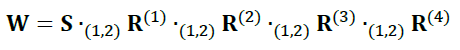 W = S ·₍₁,₂₎ R⁽¹⁾ ·₍₁,₂₎ R⁽²⁾ ·₍₁,₂₎ R⁽³⁾ ·₍₁,₂₎ R⁽⁴⁾